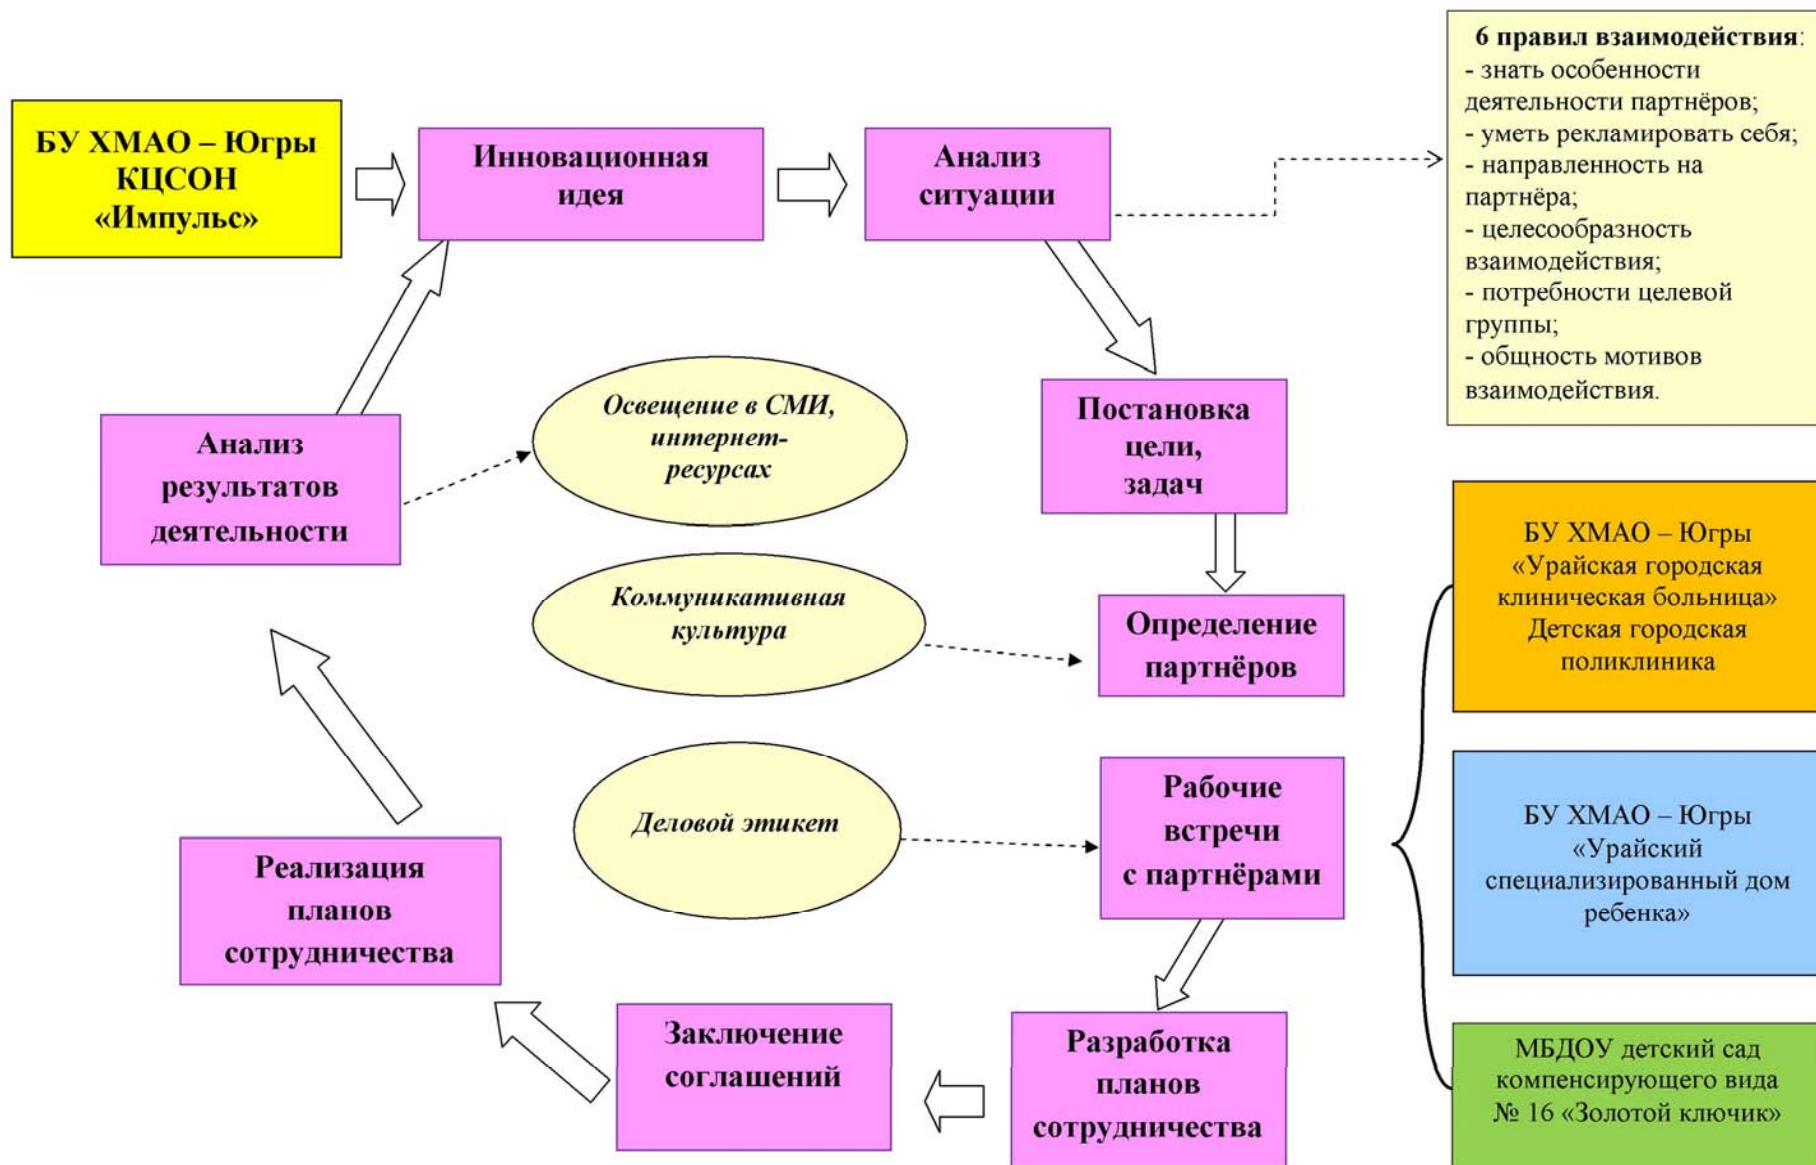 БУ ХМАО – Югры
КЦСОН
«Импульс»
Инновационная
идея
Анализ
ситуации
6 правил взаимодействия:
- знать особенности
деятельности партнёров;
- уметь рекламировать себя;
- направленность на
партнёра;
- целесообразность
взаимодействия;
- потребности целевой
группы;
- общность мотивов
взаимодействия.
Постановка
цели,
задач
Определение
партнёров
Рабочие
встречи
с партнёрами
Разработка
планов
сотрудничества
Заключение
соглашений
Реализация
планов
сотрудничества
Анализ
результатов
деятельности
Освещение в СМИ,
интернет-
ресурсах
Коммуникативная
культура
Деловой этикет
БУ ХМАО – Югры
«Урайская городская
клиническая больница»
Детская городская
поликлиника
БУ ХМАО – Югры
«Урайский
специализированный дом
ребенка»
МБДОУ детский сад
компенсирующего вида
№ 16 «Золотой ключик»